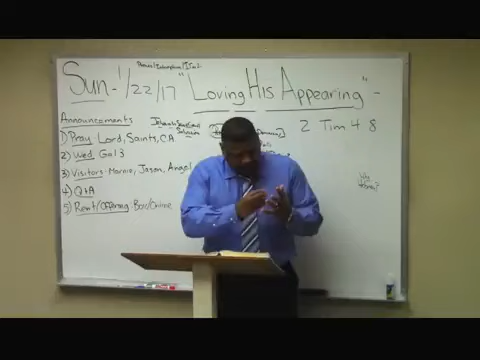 Sun - 1/22/17 "Loving His Appearing" -
Announcements
2 Tim 4 8
1) Pray Lord, Saints, CA
2) Wed. Gal 3
3) Visitors - Marnie, Jason, Angel
4) Q+A
5) Rent/Offering Box/Online